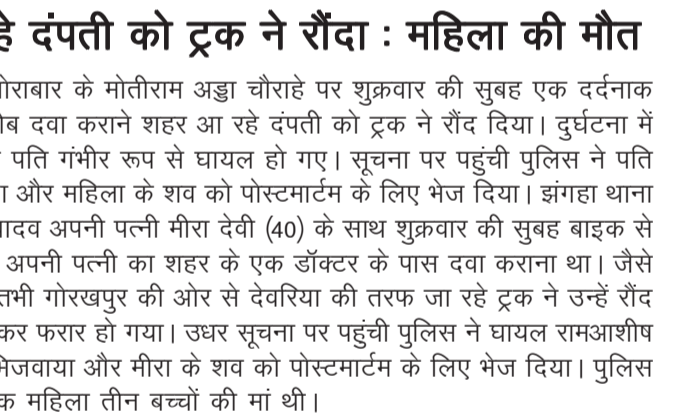 हे दंपती को ट्रक ने रौंदा : महिला की मौत
के मोतीराम अड्डा चौराहे पर शुक्रवार की सुबह एक दर्दनाक
दवा कराने शहर आ रहे दंपती को ट्रक ने रौंद दिया। दुर्घटना में
पति गंभीर रूप से घायल हो गए। सूचना पर पहुंची पुलिस ने पति
और महिला के शव को पोस्टमार्टम के लिए भेज दिया। झंगहा थाना
अपनी पत्नी मीरा देवी (40) के साथ शुक्रवार की सुबह बाइक से
अपनी पत्नी का शहर के एक डॉक्टर के पास दवा कराना था। जैसे
तभी गोरखपुर की ओर से देवरिया की तरफ जा रहे ट्रक ने उन्हें रौंद
कर फरार हो गया। उधर सूचना पर पहुंची पुलिस ने घायल रामआशीष
भिजवाया और मीरा के शव को पोस्टमार्टम के लिए भेज दिया। पुलिस
महिला तीन बच्चों की मां थी।